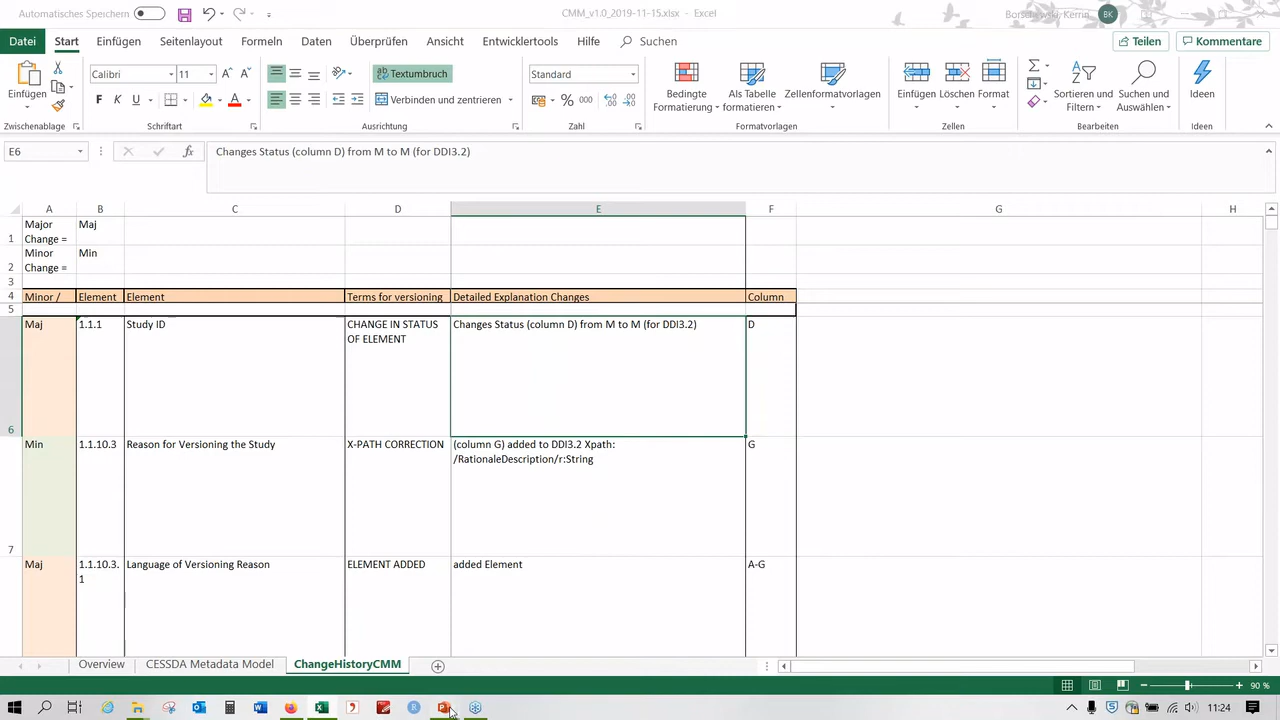 Automatisches Speichern
CMM_v1.0_2019-11-15.xlsx - Excel
BK
Datei Start Einfügen Seitenlayout Formeln Daten Überprüfen Ansicht Entwicklertools Hilfe Suchen
Teilen Kommentare
Einfügen
Calibri 11
F K U
Textumbruch
Verbinden und zentrieren
Standard
% 000
Bedingte Formatierung
Als Tabelle formatieren
Zellenformatvorlagen
Einfügen Löschen Format
Sortieren und Filtern
Suchen und Auswählen
Ideen
Zwischenablage Schriftart Ausrichtung Zahl Formatvorlagen Zellen Bearbeiten Ideen
E6
fx
Changes Status (column D) from M to M (for DDI3.2)
A B C D E F G H
1 Major Change = Maj
2 Minor Change = Min
3
4 Minor / Element Element Terms for versioning Detailed Explanation Changes Column
5
Maj 1.1.1 Study ID CHANGE IN STATUS Changes Status (column D) from M to M (for DDI3.2) D
OF ELEMENT
6
Min 1.1.10.3 Reason for Versioning the Study X-PATH CORRECTION (column G) added to DDI3.2 Xpath: G
/RationaleDescription/r:String
7
Maj 1.1.10.3. Language of Versioning Reason ELEMENT ADDED added Element A-G
1
Overview CESSDA Metadata Model ChangeHistoryCMM
90 %
11:24